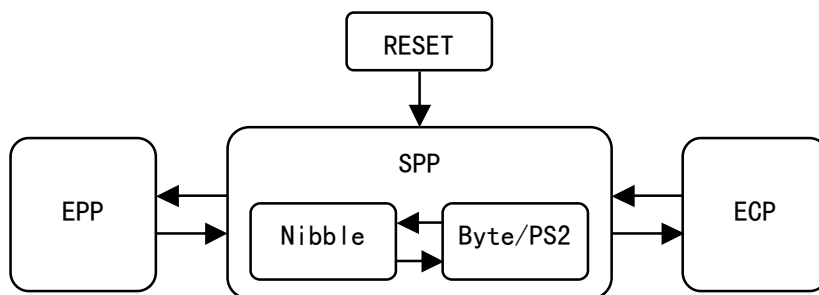 RESET
SPP
EPP
ECP
Nibble
Byte/PS2